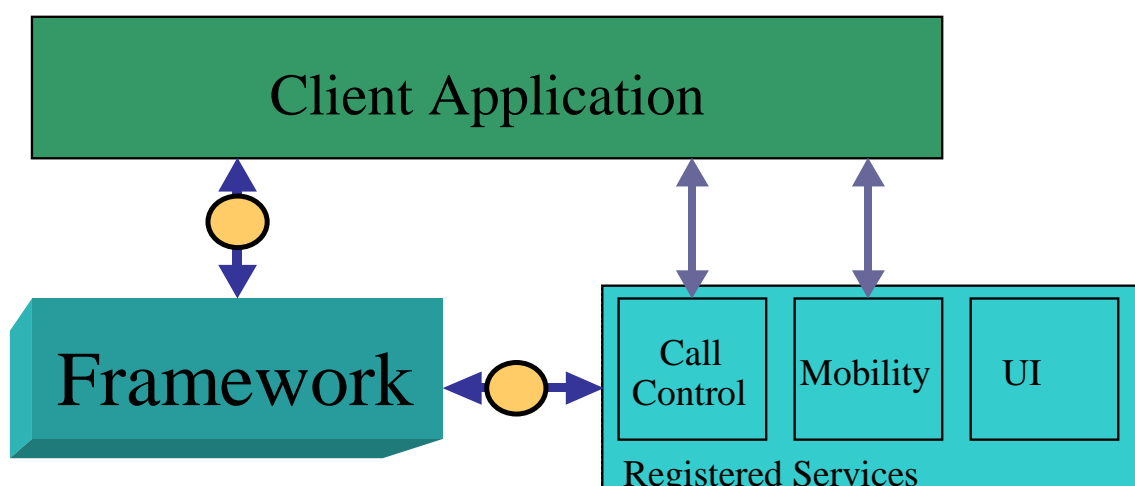 Client Application
Framework
Call
Control
Mobility
UI
Registered Services